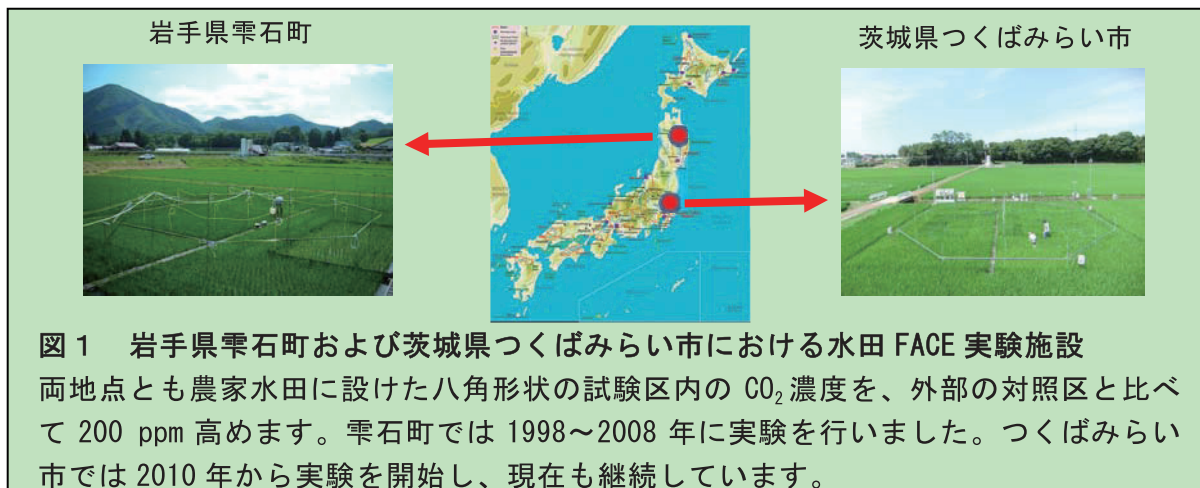 岩手県雫石町
茨城県つくばみらい市
図1 岩手県雫石町および茨城県つくばみらい市における水田 FACE 実験施設
両地点とも農家水田に設けた八角形状の試験区内の CO₂濃度を、外部の対照区と比べ
て 200 ppm 高めます。雫石町では 1998～2008 年に実験を行いました。つくばみらい
市では 2010 年から実験を開始し、現在も継続しています。